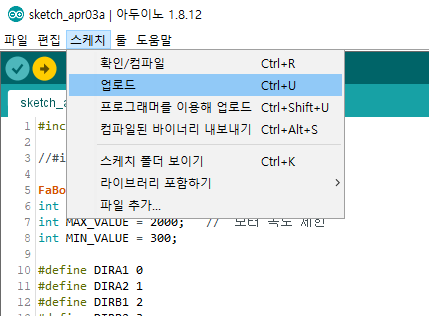 sketch_apr03a | 아두이노 1.8.12
파일 편집 스케치 툴 도움말
확인/컴파일 Ctrl+R
업로드 Ctrl+U
프로그래머를 이용해 업로드 Ctrl+Shift+U
컴파일된 바이너리 내보내기 Ctrl+Alt+S
스케치 폴더 보이기 Ctrl+K
라이브러리 포함하기
파일 추가...
sketch_a
1 #inc
2
3 //#i
4
5 FaBo
6 int
7 int MAX_VALUE = 2000; // 모터 속도 제한
8 int MIN_VALUE = 300;
9
10 #define DIRA1 0
11 #define DIRA2 1
12 #define DIRB1 2